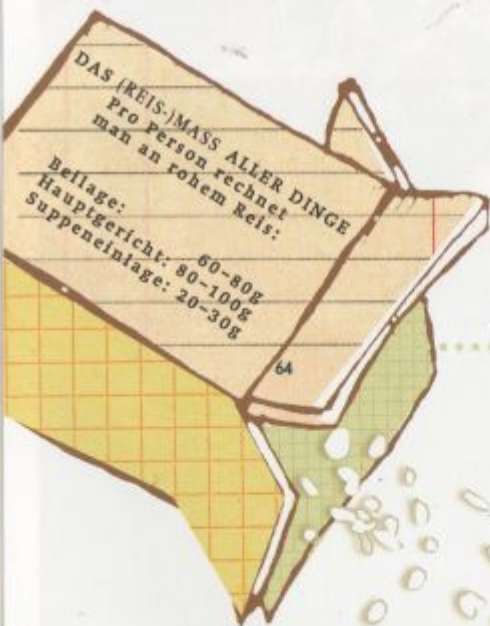 DAS (REIS-)MASS ALLER DINGE
Pro Person rechnet
man an rohem Reis:
Beilage: 60-80g
Hauptgericht: 80-100g
Suppeneinlage: 20-30g
64